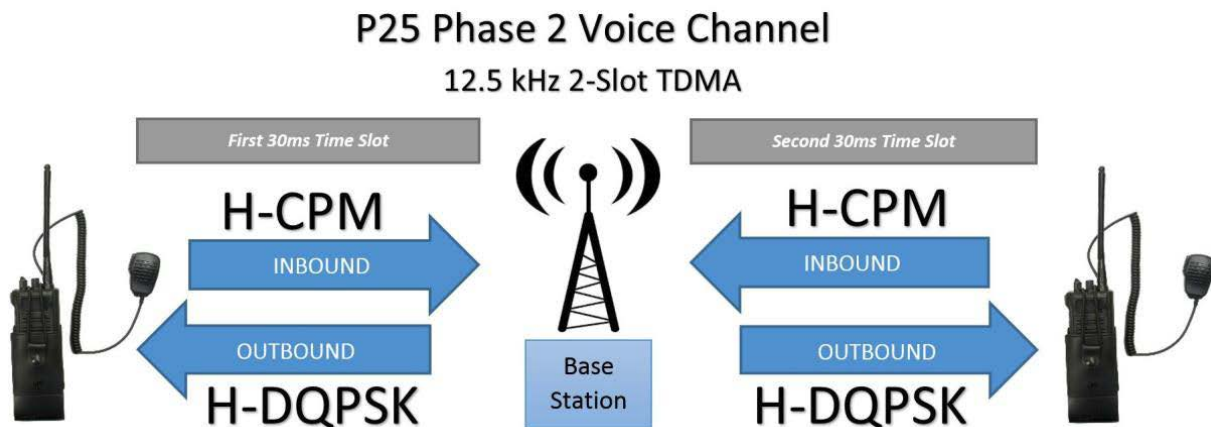 P25 Phase 2 Voice Channel
12.5 kHz 2-Slot TDMA
First 30ms Time Slot
Second 30ms Time Slot
H-CPM
H-CPM
INBOUND
INBOUND
OUTBOUND
OUTBOUND
H-DQPSK
H-DQPSK
Base
Station